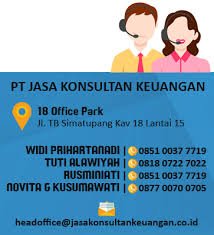 PT JASA KONSULTAN KEUANGAN
18 Office Park
Jl. TB Simatupang Kav 18 Lantai 15
WIDI PRIHARTANADI | 0851 0037 7719
TUTI ALAWIYAH | 0818 0722 7022
RUSMINIATI | 0851 0037 7719
NOVITA & KUSUMAWATI | 0877 0070 0705
headoffice@jasakonsultankeuangan.co.id